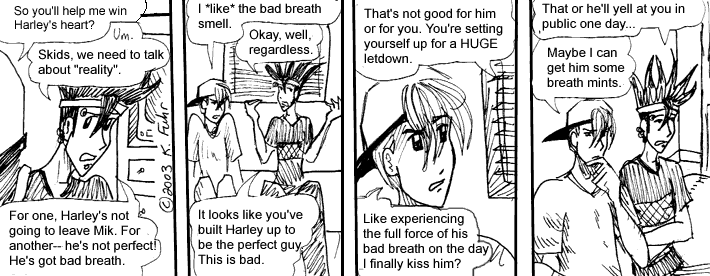 So you'll help me win
Harley's heart?
Um.
Skids, we need to talk
about "reality".
For one, Harley's not
going to leave Mik. For
another-- he's not perfect!
He's got bad breath.
©2003 K. Fuhr
I *like* the bad breath
smell.
Okay, well,
regardless.
It looks like you've
built Harley up to
be the perfect guy.
This is bad.
That's not good for him
or for you. You're setting
yourself up for a HUGE
letdown.
Like experiencing
the full force of his
bad breath on the day
I finally kiss him?
That or he'll yell at you in
public one day...
Maybe I can
get him some
breath mints.